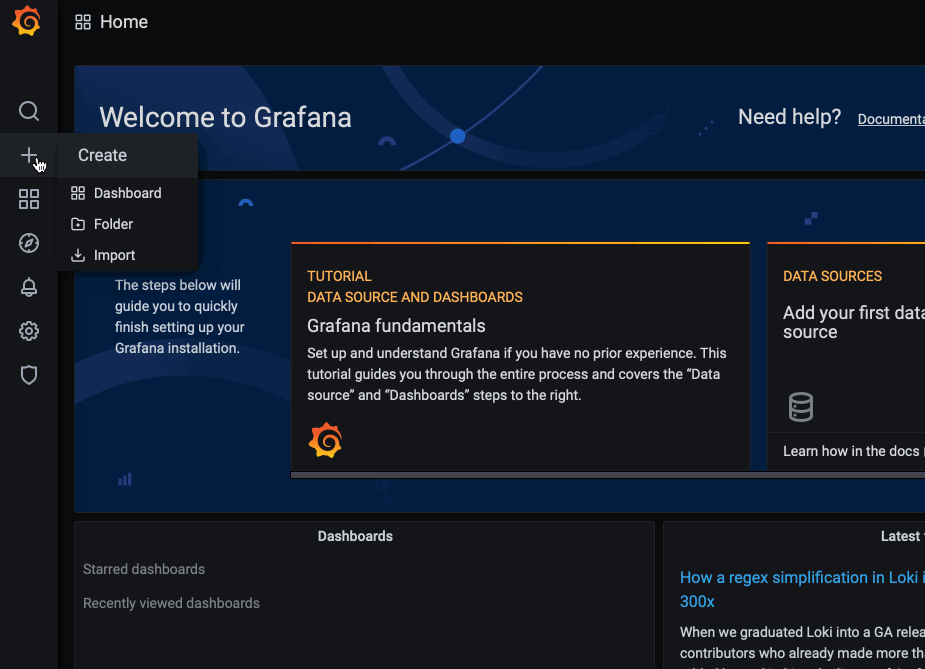 Home
Welcome to Grafana
Need help?
Create
Dashboard
Folder
Import
The steps below will
guide you to quickly
finish setting up your
Grafana installation.
TUTORIAL
DATA SOURCE AND DASHBOARDS
Grafana fundamentals
Set up and understand Grafana if you have no prior experience. This
tutorial guides you through the entire process and covers the “Data
source” and “Dashboards” steps to the right.
DATA SOURCES
Add your first data
source
Learn how in the docs
Dashboards
Starred dashboards
Recently viewed dashboards
Latest
How a regex simplification in Loki
300x
When we graduated Loki into a GA
contributors who already made more